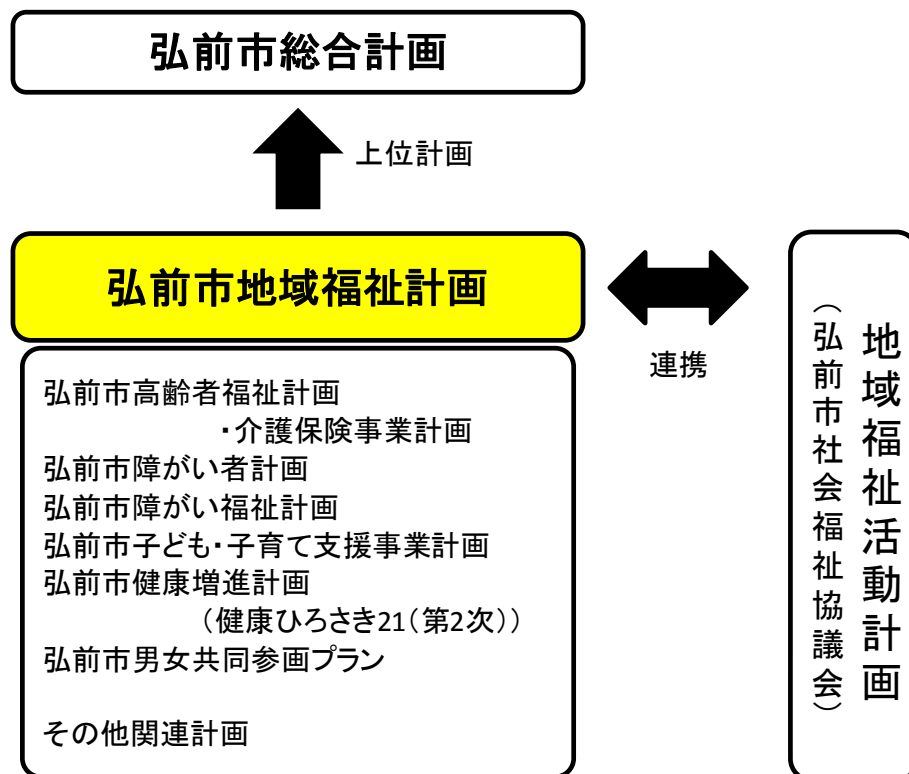 弘前市総合計画
上位計画
弘前市地域福祉計画
連携
弘前市高齢者福祉計画
・介護保険事業計画
弘前市障がい者計画
弘前市障がい福祉計画
弘前市子ども・子育て支援事業計画
弘前市健康増進計画
（健康ひろさき21（第2次））
弘前市男女共同参画プラン
その他関連計画
地域福祉活動計画
（弘前市社会福祉協議会）